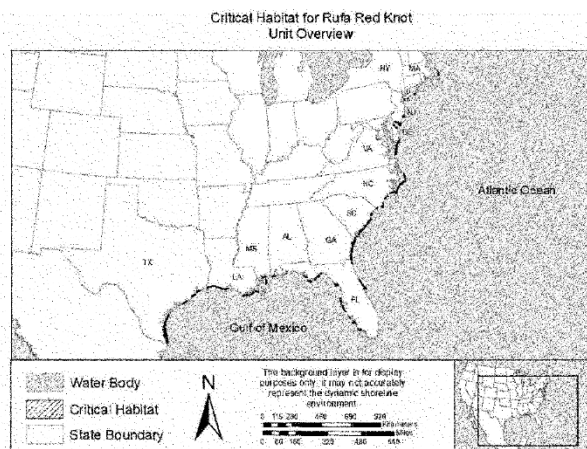 Critical Habitat for Rufa Red Knot
Unit Overview
NY
MA
NJ
VA
NC
Atlantic Ocean
SC
MS
AL
GA
TX
LA
FL
Gulf of Mexico
Water Body
Critical Habitat
State Boundary
N
The background layer is for display
purposes only; it may not accurately
represent the dynamic shoreline
environment.
Kilometers
Miles